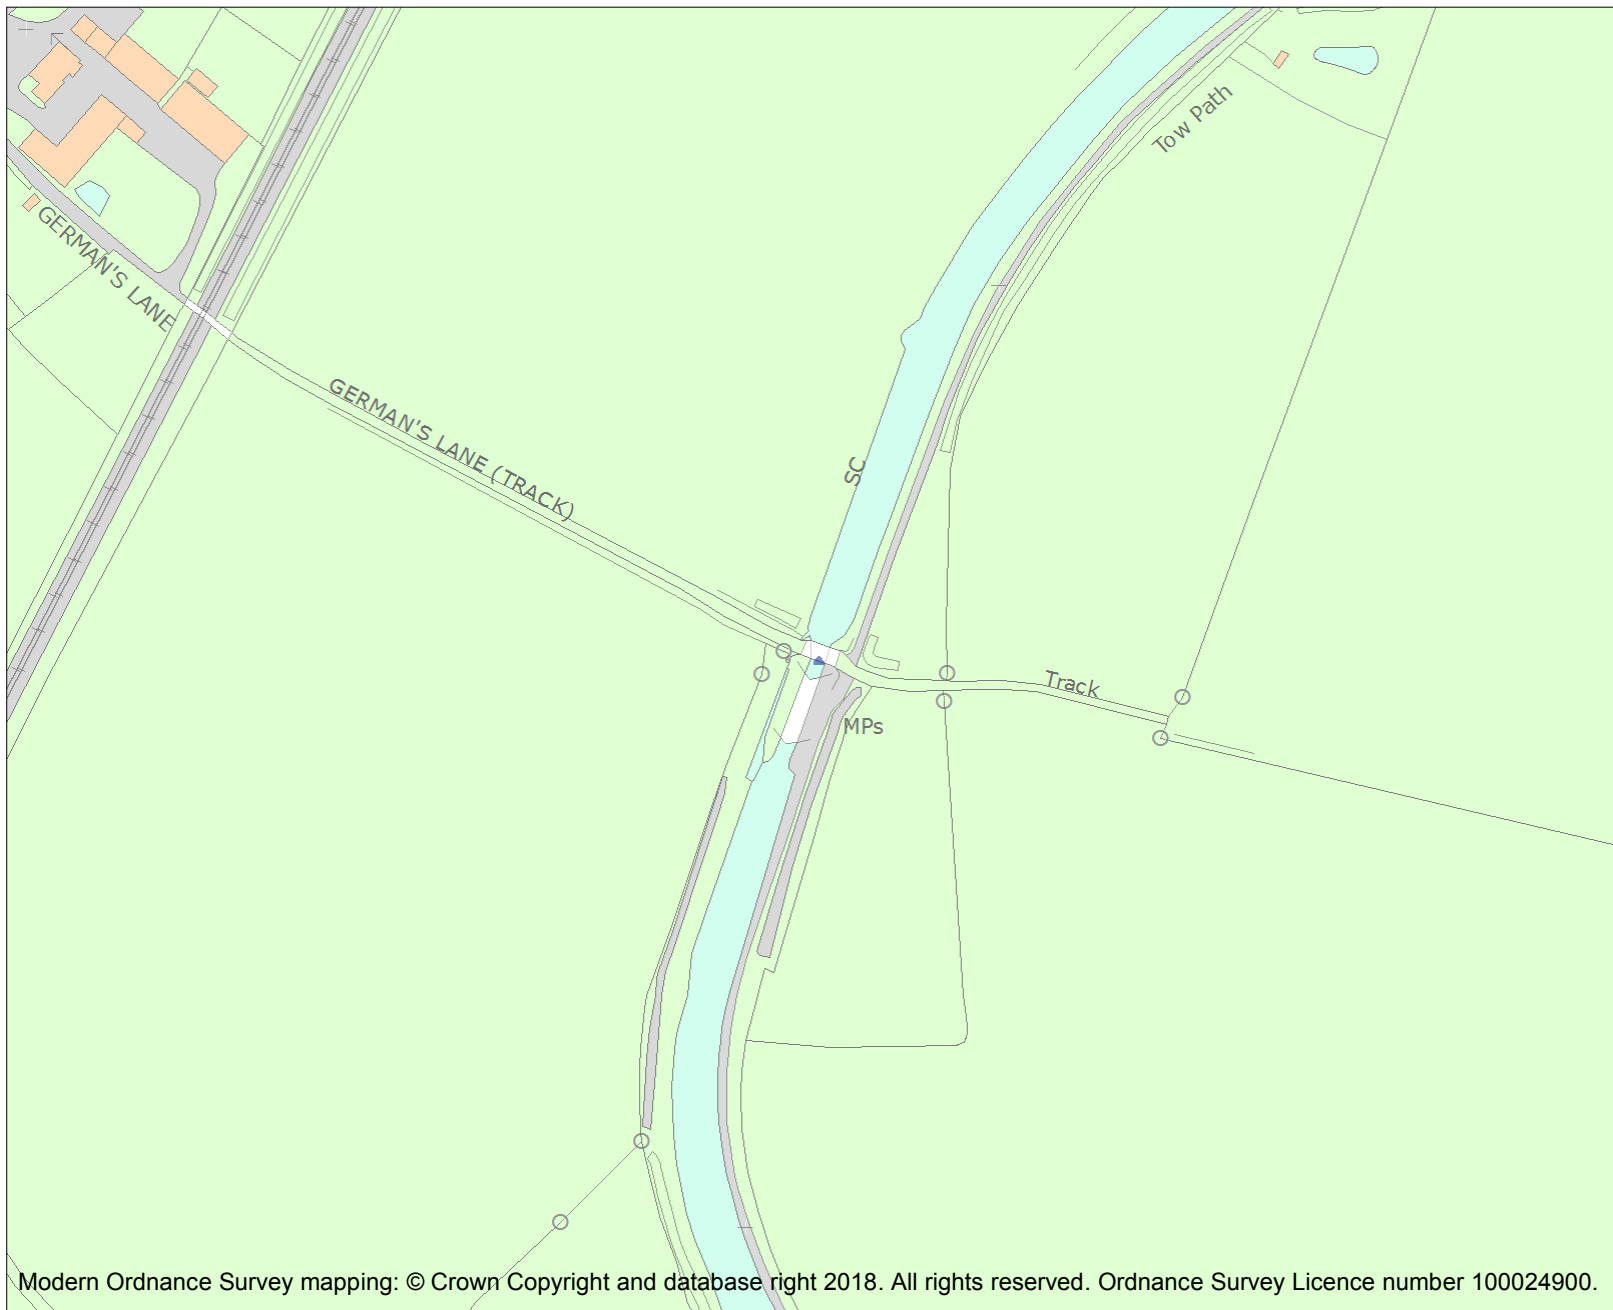 Tow Path
GERMAN'S LANE
GERMAN'S LANE (TRACK)
SC
Track
MPs
Modern Ordnance Survey mapping: © Crown Copyright and database right 2018. All rights reserved. Ordnance Survey Licence number 100024900.